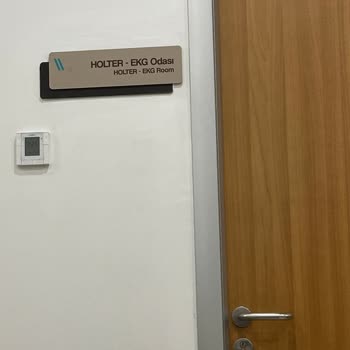 HOLTER - EKG Odası
HOLTER - EKG Room